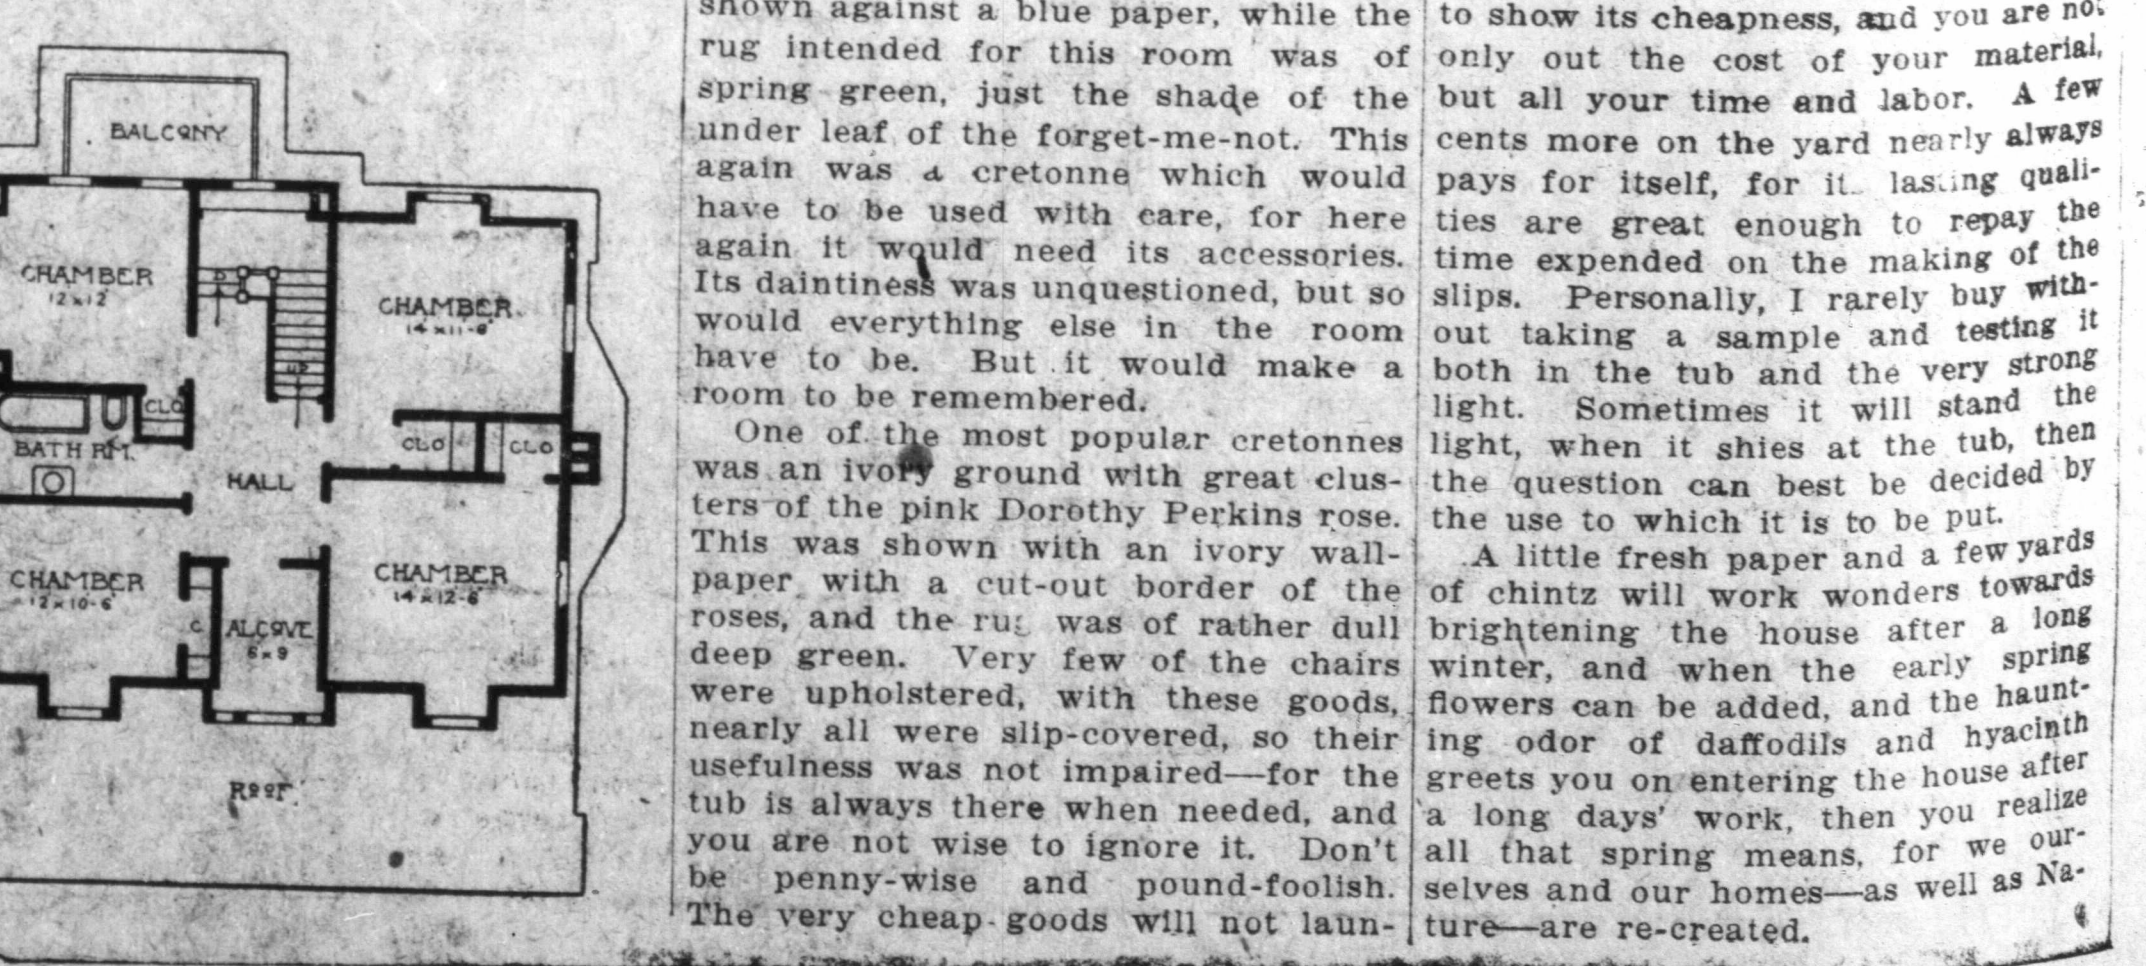 BALCONY
CHAMBER
12x12
CHAMBER
14x11-6
D
UP
CLO
CLO
CLO
BATH RM.
HALL
CHAMBER
12x10-6
CHAMBER
14x12-6
C
ALCOVE
6x9
ROOF
shown against a blue paper, while the
rug intended for this room was of
spring green, just the shade of the
under leaf of the forget-me-not. This
again was a cretonne which would
have to be used with care, for here
again it would need its accessories.
Its daintiness was unquestioned, but so
would everything else in the room
have to be. But it would make a
room to be remembered.
One of the most popular cretonnes
was an ivory ground with great clus-
ters of the pink Dorothy Perkins rose.
This was shown with an ivory wall-
paper with a cut-out border of the
roses, and the rug was of rather dull
deep green. Very few of the chairs
were upholstered, with these goods,
nearly all were slip-covered, so their
usefulness was not impaired—for the
tub is always there when needed, and
you are not wise to ignore it. Don't
be penny-wise and pound-foolish.
The very cheap goods will not laun-
to show its cheapness, and you are not
only out the cost of your material,
but all your time and labor. A few
cents more on the yard nearly always
pays for itself, for it lasting quali-
ties are great enough to repay the
time expended on the making of the
slips. Personally, I rarely buy with-
out taking a sample and testing it
both in the tub and the very strong
light. Sometimes it will stand the
light, when it shies at the tub, then
the question can best be decided by
the use to which it is to be put.
A little fresh paper and a few yards
of chintz will work wonders towards
brightening the house after a long
winter, and when the early spring
flowers can be added, and the haunt-
ing odor of daffodils and hyacinth
greets you on entering the house after
a long days' work, then you realize
all that spring means, for we our-
selves and our homes—as well as Na-
ture—are re-created.